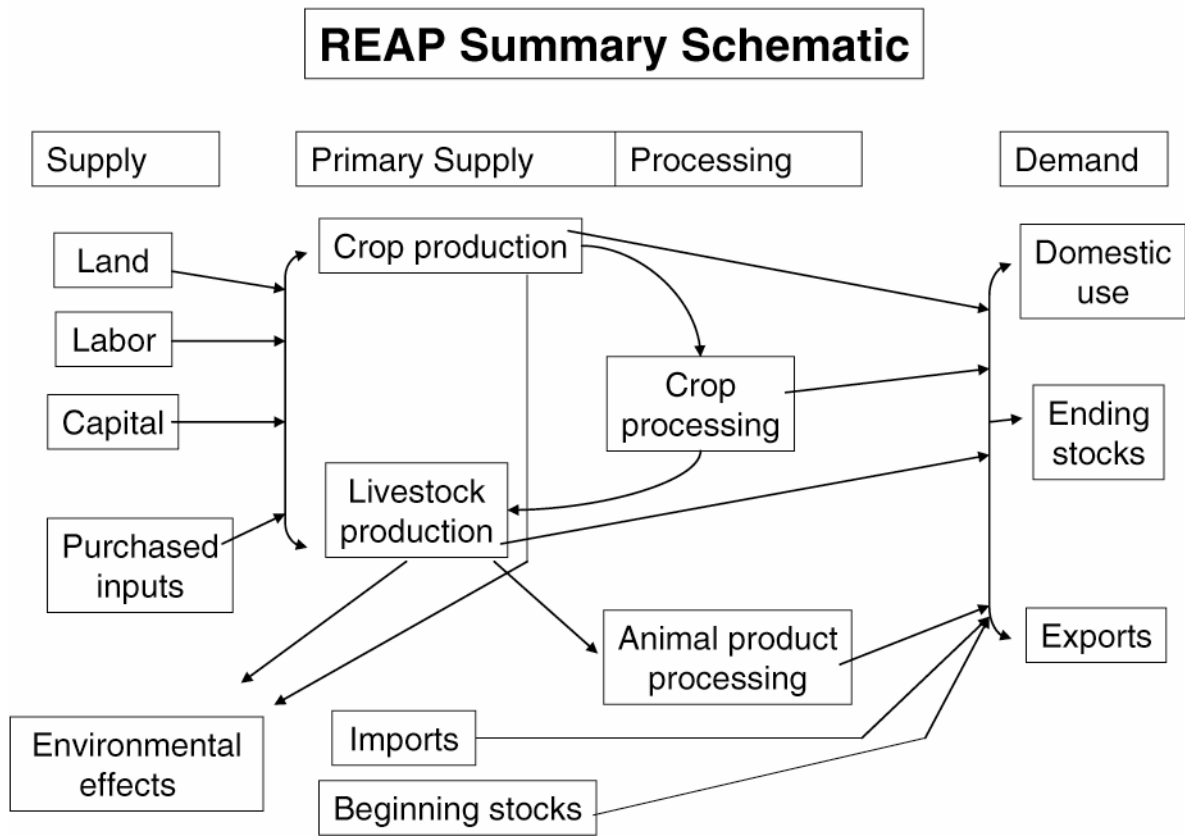 REAP Summary Schematic
Supply
Primary Supply
Processing
Demand
Land
Labor
Capital
Purchased
inputs
Crop production
Crop
processing
Livestock
production
Animal product
processing
Domestic
use
Ending
stocks
Exports
Environmental
effects
Imports
Beginning stocks